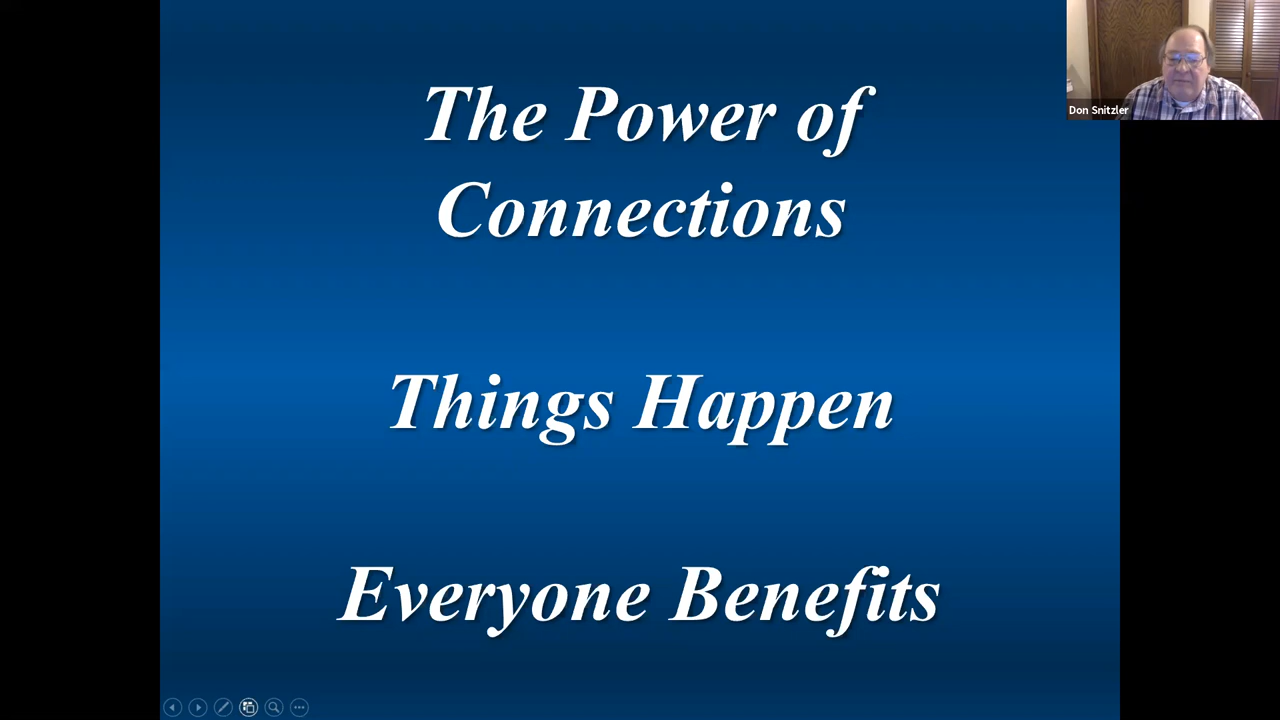 The Power of
Connections
Things Happen
Everyone Benefits
Don Snitzler